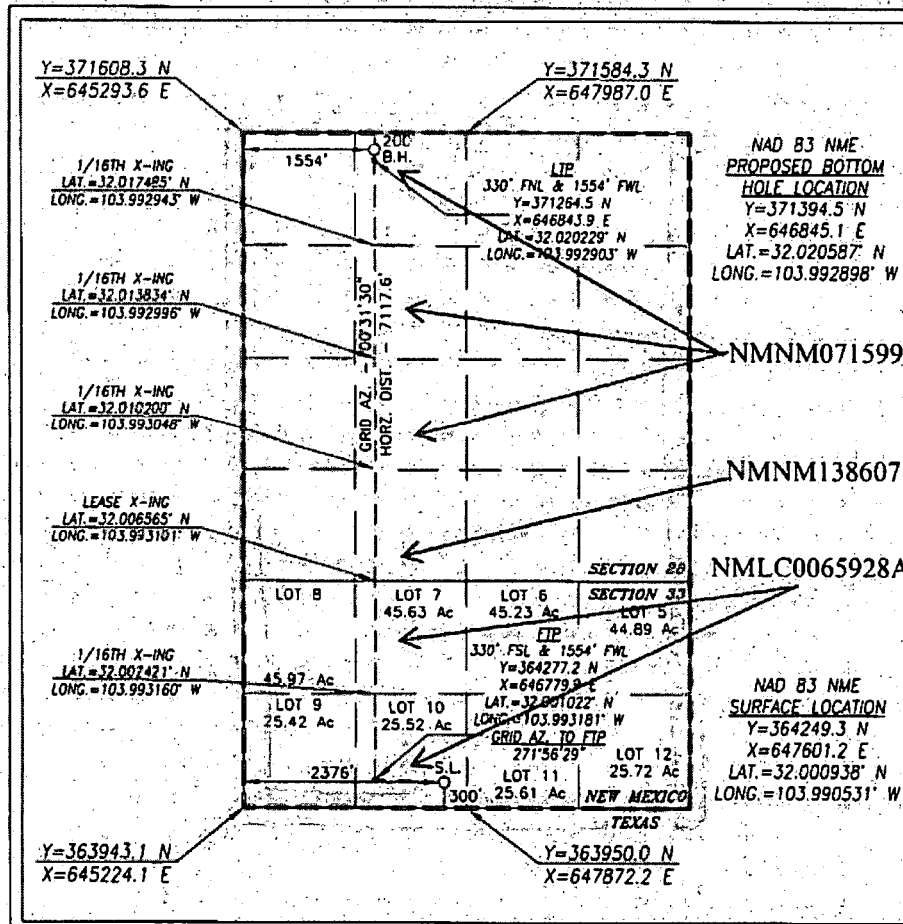 Y=371608.3 N
X=645293.6 E
Y=371584.3 N
X=647987.0 E
200'
B.H.
1554'
1/16TH X-ING
LAT.=32.017485° N
LONG.=103.992943° W
LTP
330' FNL & 1554' FWL
Y=371264.5 N
X=646843.9 E
LAT.=32.020229° N
LONG.=103.992903° W
NAD 83 NME
PROPOSED BOTTOM
HOLE LOCATION
Y=371394.5 N
X=646845.1 E
LAT.=32.020587° N
LONG.=103.992898° W
1/16TH X-ING
LAT.=32.013834° N
LONG.=103.992996° W
GRID AZ. - 00°31'30"
HORZ. DIST. - 7117.6'
NMNM071599
1/16TH X-ING
LAT.=32.010200° N
LONG.=103.993048° W
NMNM138607
LEASE X-ING
LAT.=32.006565° N
LONG.=103.993101° W
SECTION 28
SECTION 33
NMLC0065928A
LOT 8
45.97 Ac
LOT 7
45.63 Ac
LOT 6
45.23 Ac
LOT 5
44.89 Ac
FTP
330' FSL & 1554' FWL
Y=364277.2 N
LAT.=32.001022° N
LONG.=103.993181° W
GRID AZ. TO FTP
271°56'29"
1/16TH X-ING
LONG.=103.993160° W
LOT 9
25.42 Ac
LOT 10
25.52 Ac
NAD 83 NME
SURFACE LOCATION
Y=364249.3 N
X=647601.2 E
LAT.=32.000938° N
LONG.=103.990531° W
2376'
S.L.
300'
LOT 11
25.61 Ac
LOT 12
25.72 Ac
NEW MEXICO
TEXAS
Y=363943.1 N
X=645224.1 E
Y=363950.0 N
X=647872.2 E